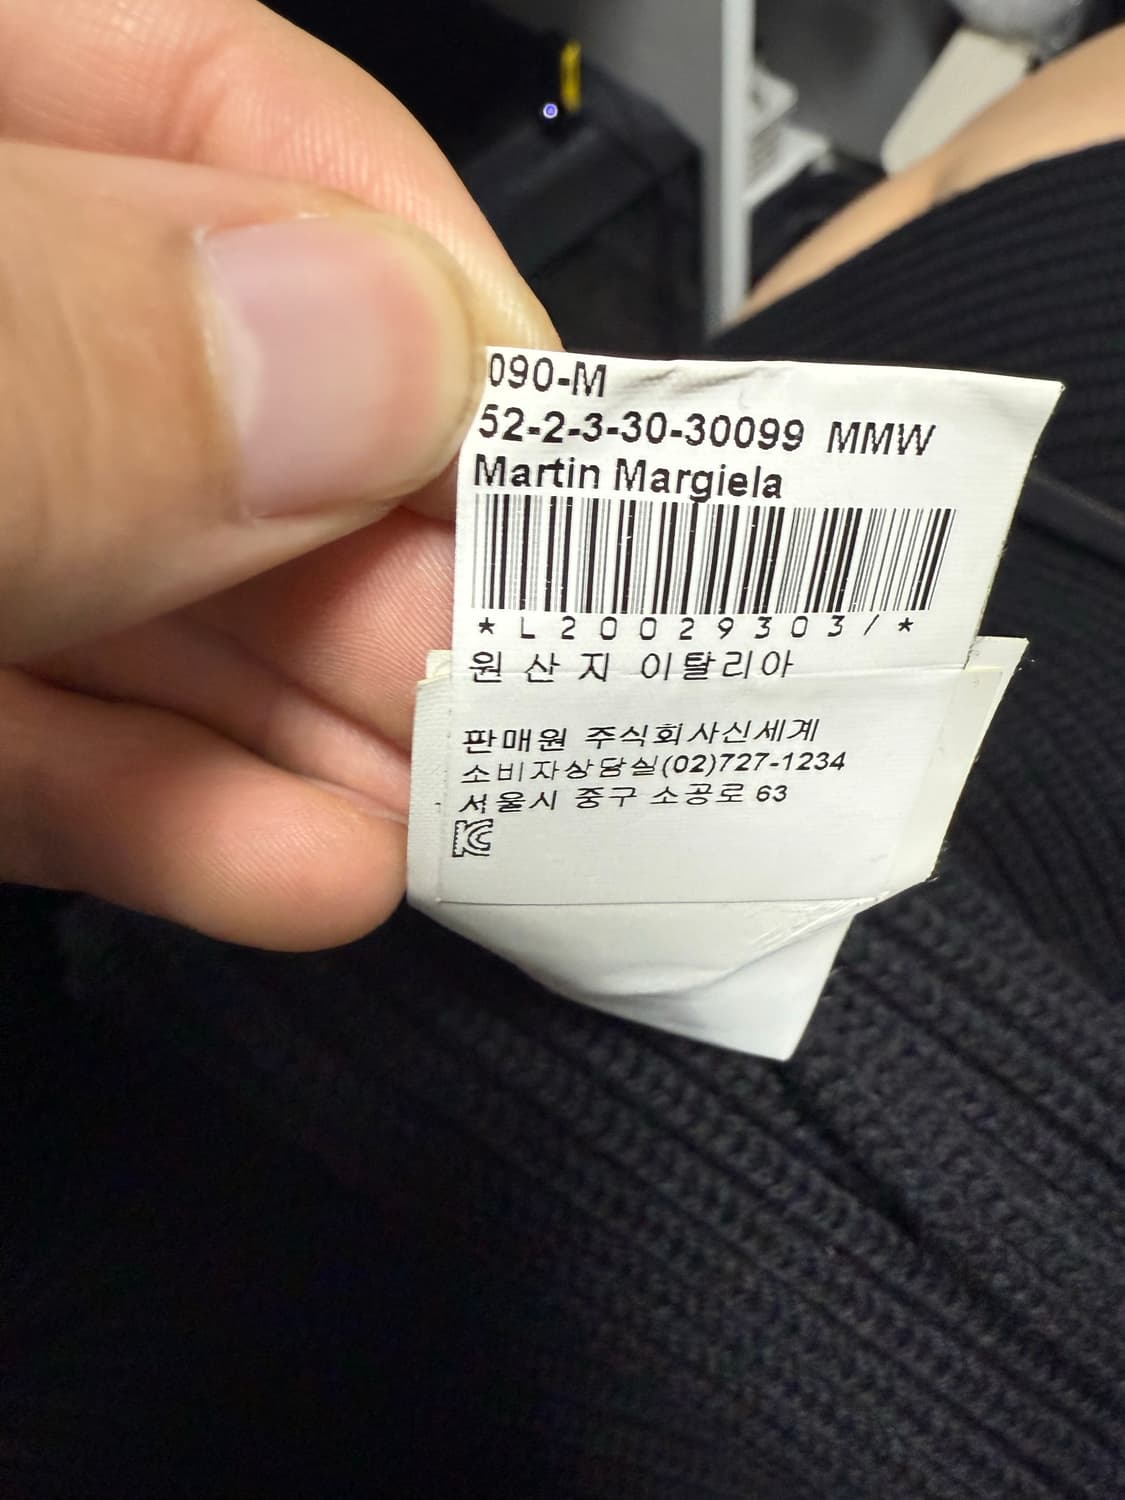 090-M
52-2-3-30-30099 MMW
Martin Margiela
*L20029303/*
원산지 이탈리아
판매원 주식회사신세계
소비자상담실(02)727-1234
서울시 중구 소공로 63
KC